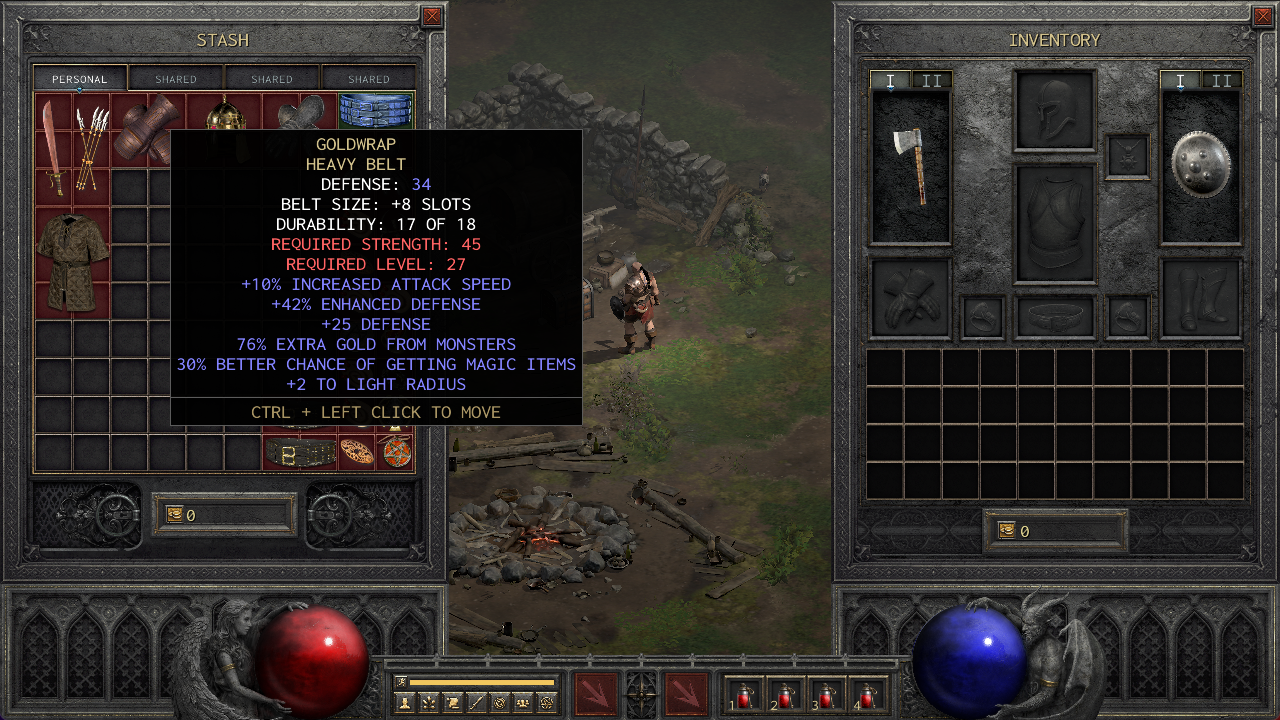 STASH
PERSONAL
SHARED
SHARED
SHARED
GOLDWRAP
HEAVY BELT
DEFENSE: 34
BELT SIZE: +8 SLOTS
DURABILITY: 17 OF 18
REQUIRED STRENGTH: 45
REQUIRED LEVEL: 27
+10% INCREASED ATTACK SPEED
+42% ENHANCED DEFENSE
+25 DEFENSE
76% EXTRA GOLD FROM MONSTERS
30% BETTER CHANCE OF GETTING MAGIC ITEMS
+2 TO LIGHT RADIUS
CTRL + LEFT CLICK TO MOVE
0
INVENTORY
I
II
I
II
0
1
2
3
4